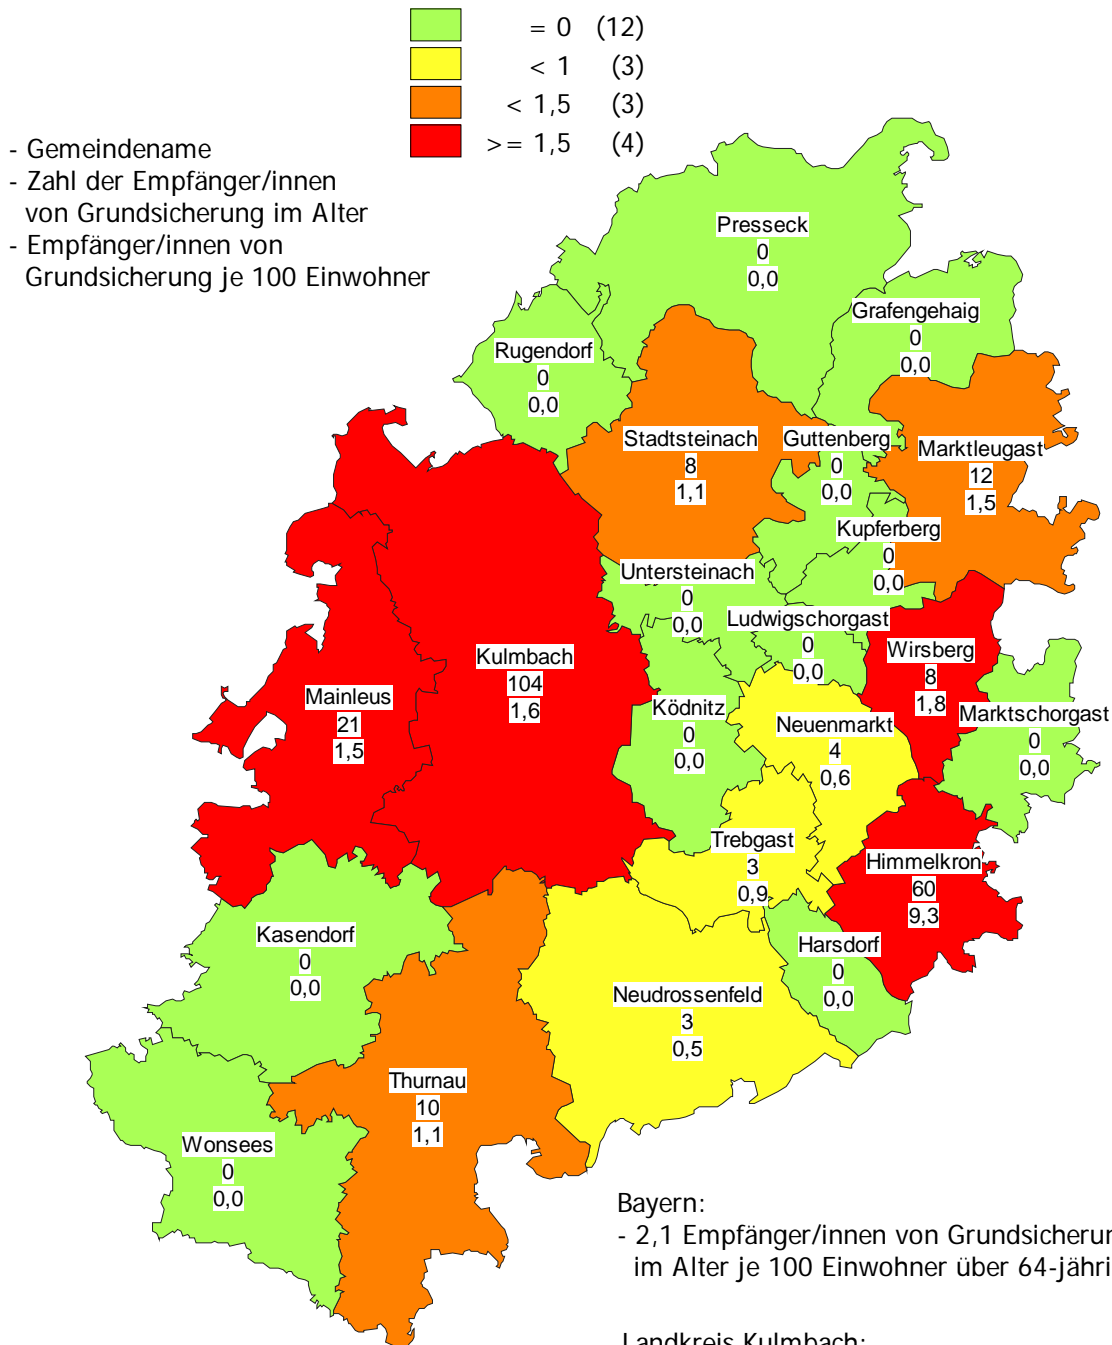 = 0 (12)
< 1 (3)
< 1,5 (3)
>= 1,5 (4)
- Gemeindename
- Zahl der Empfänger/innen
von Grundsicherung im Alter
- Empfänger/innen von
Grundsicherung je 100 Einwohner
Presseck
0
0,0
Grafengehaig
0
0,0
Rugendorf
0
0,0
Stadtsteinach
8
1,1
Guttenberg
0
0,0
Marktleugast
12
1,5
Kupferberg
0
0,0
Untersteinach
0
0,0
Ludwigschorgast
0
0,0
Wirsberg
8
1,8
Kulmbach
104
1,6
Mainleus
21
1,5
Ködnitz
0
0,0
Neuenmarkt
4
0,6
Marktschorgast
0
0,0
Trebgast
3
0,9
Himmelkron
60
9,3
Kasendorf
0
0,0
Harsdorf
0
0,0
Neudrossenfeld
3
0,5
Thurnau
10
1,1
Wonsees
0
0,0
Bayern:
- 2,1 Empfänger/innen von Grundsicherun
im Alter je 100 Einwohner über 64-jähri
Landkreis Kulmbach: